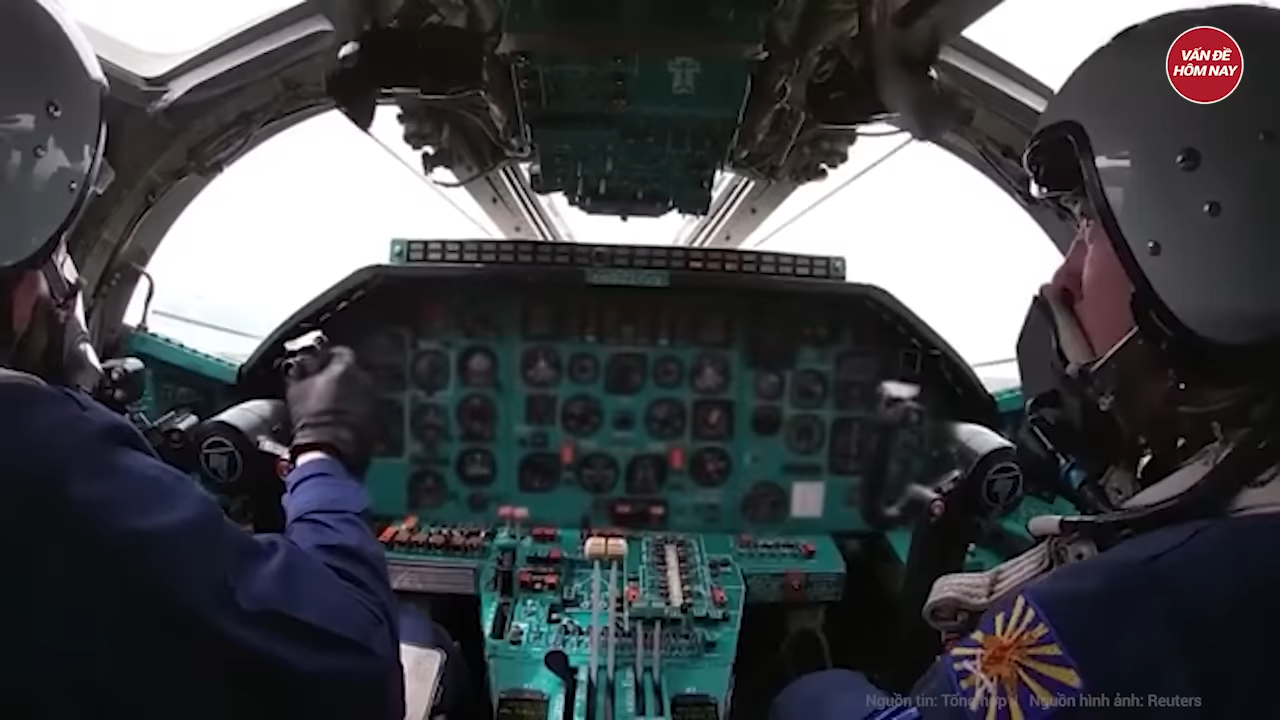 VẤN ĐỀ
HÔM NAY
Nguồn tin: Tổng hợp | Nguồn hình ảnh: Reuters